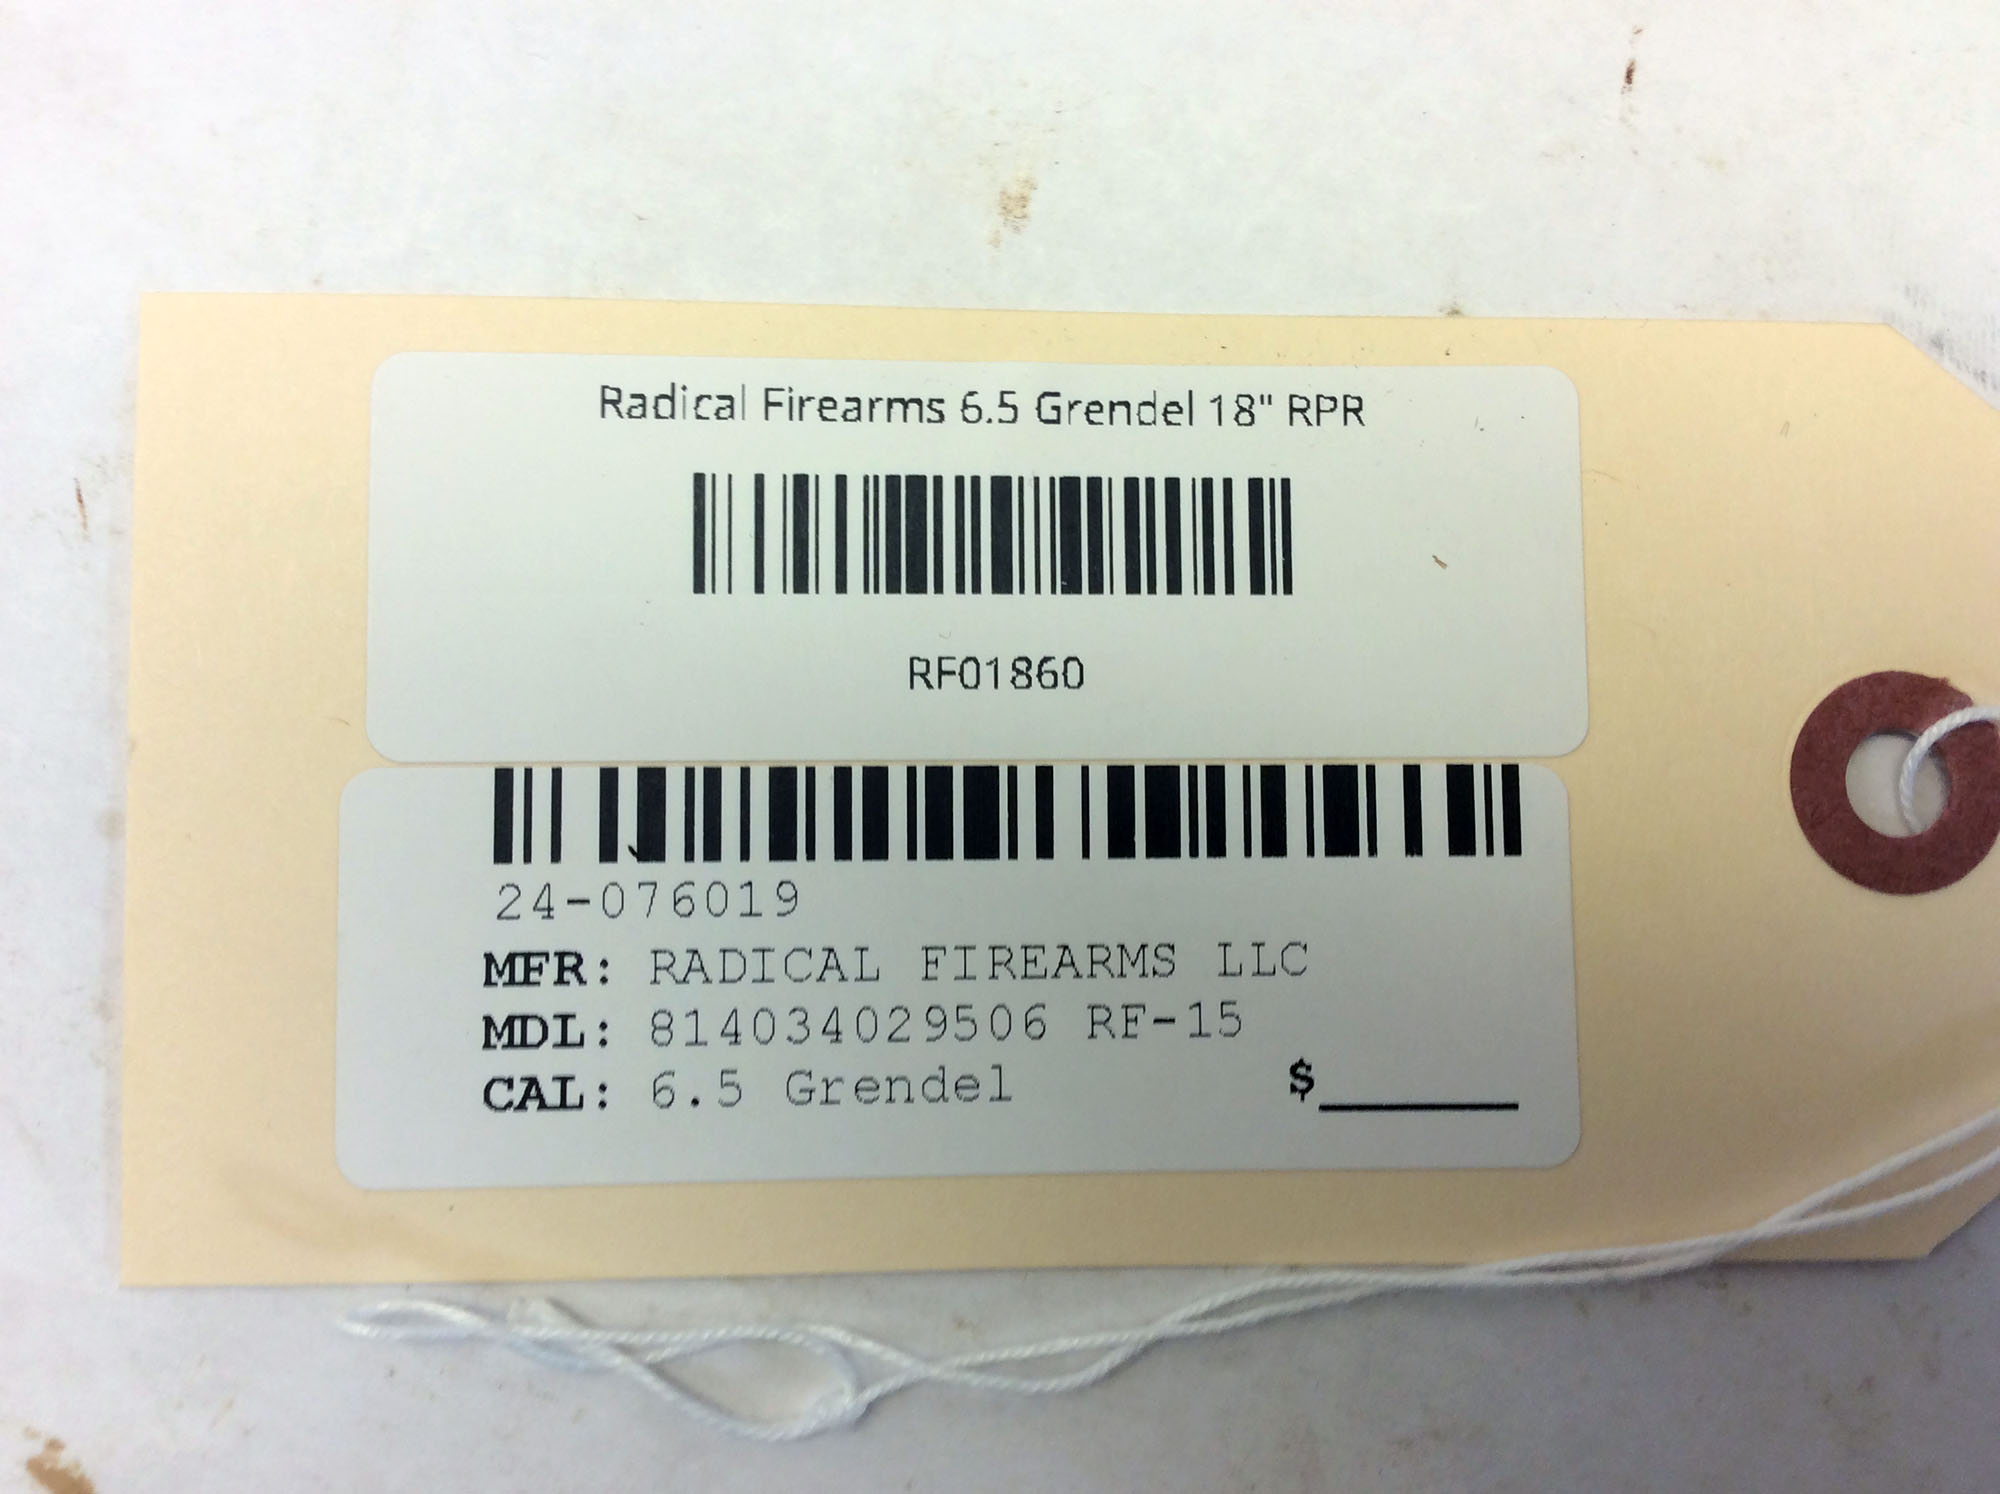 Radical Firearms 6.5 Grendel 18" RPR
RF01860
24-076019
MFR: RADICAL FIREARMS LLC
MDL: 814034029506 RF-15
CAL: 6.5 Grendel $______